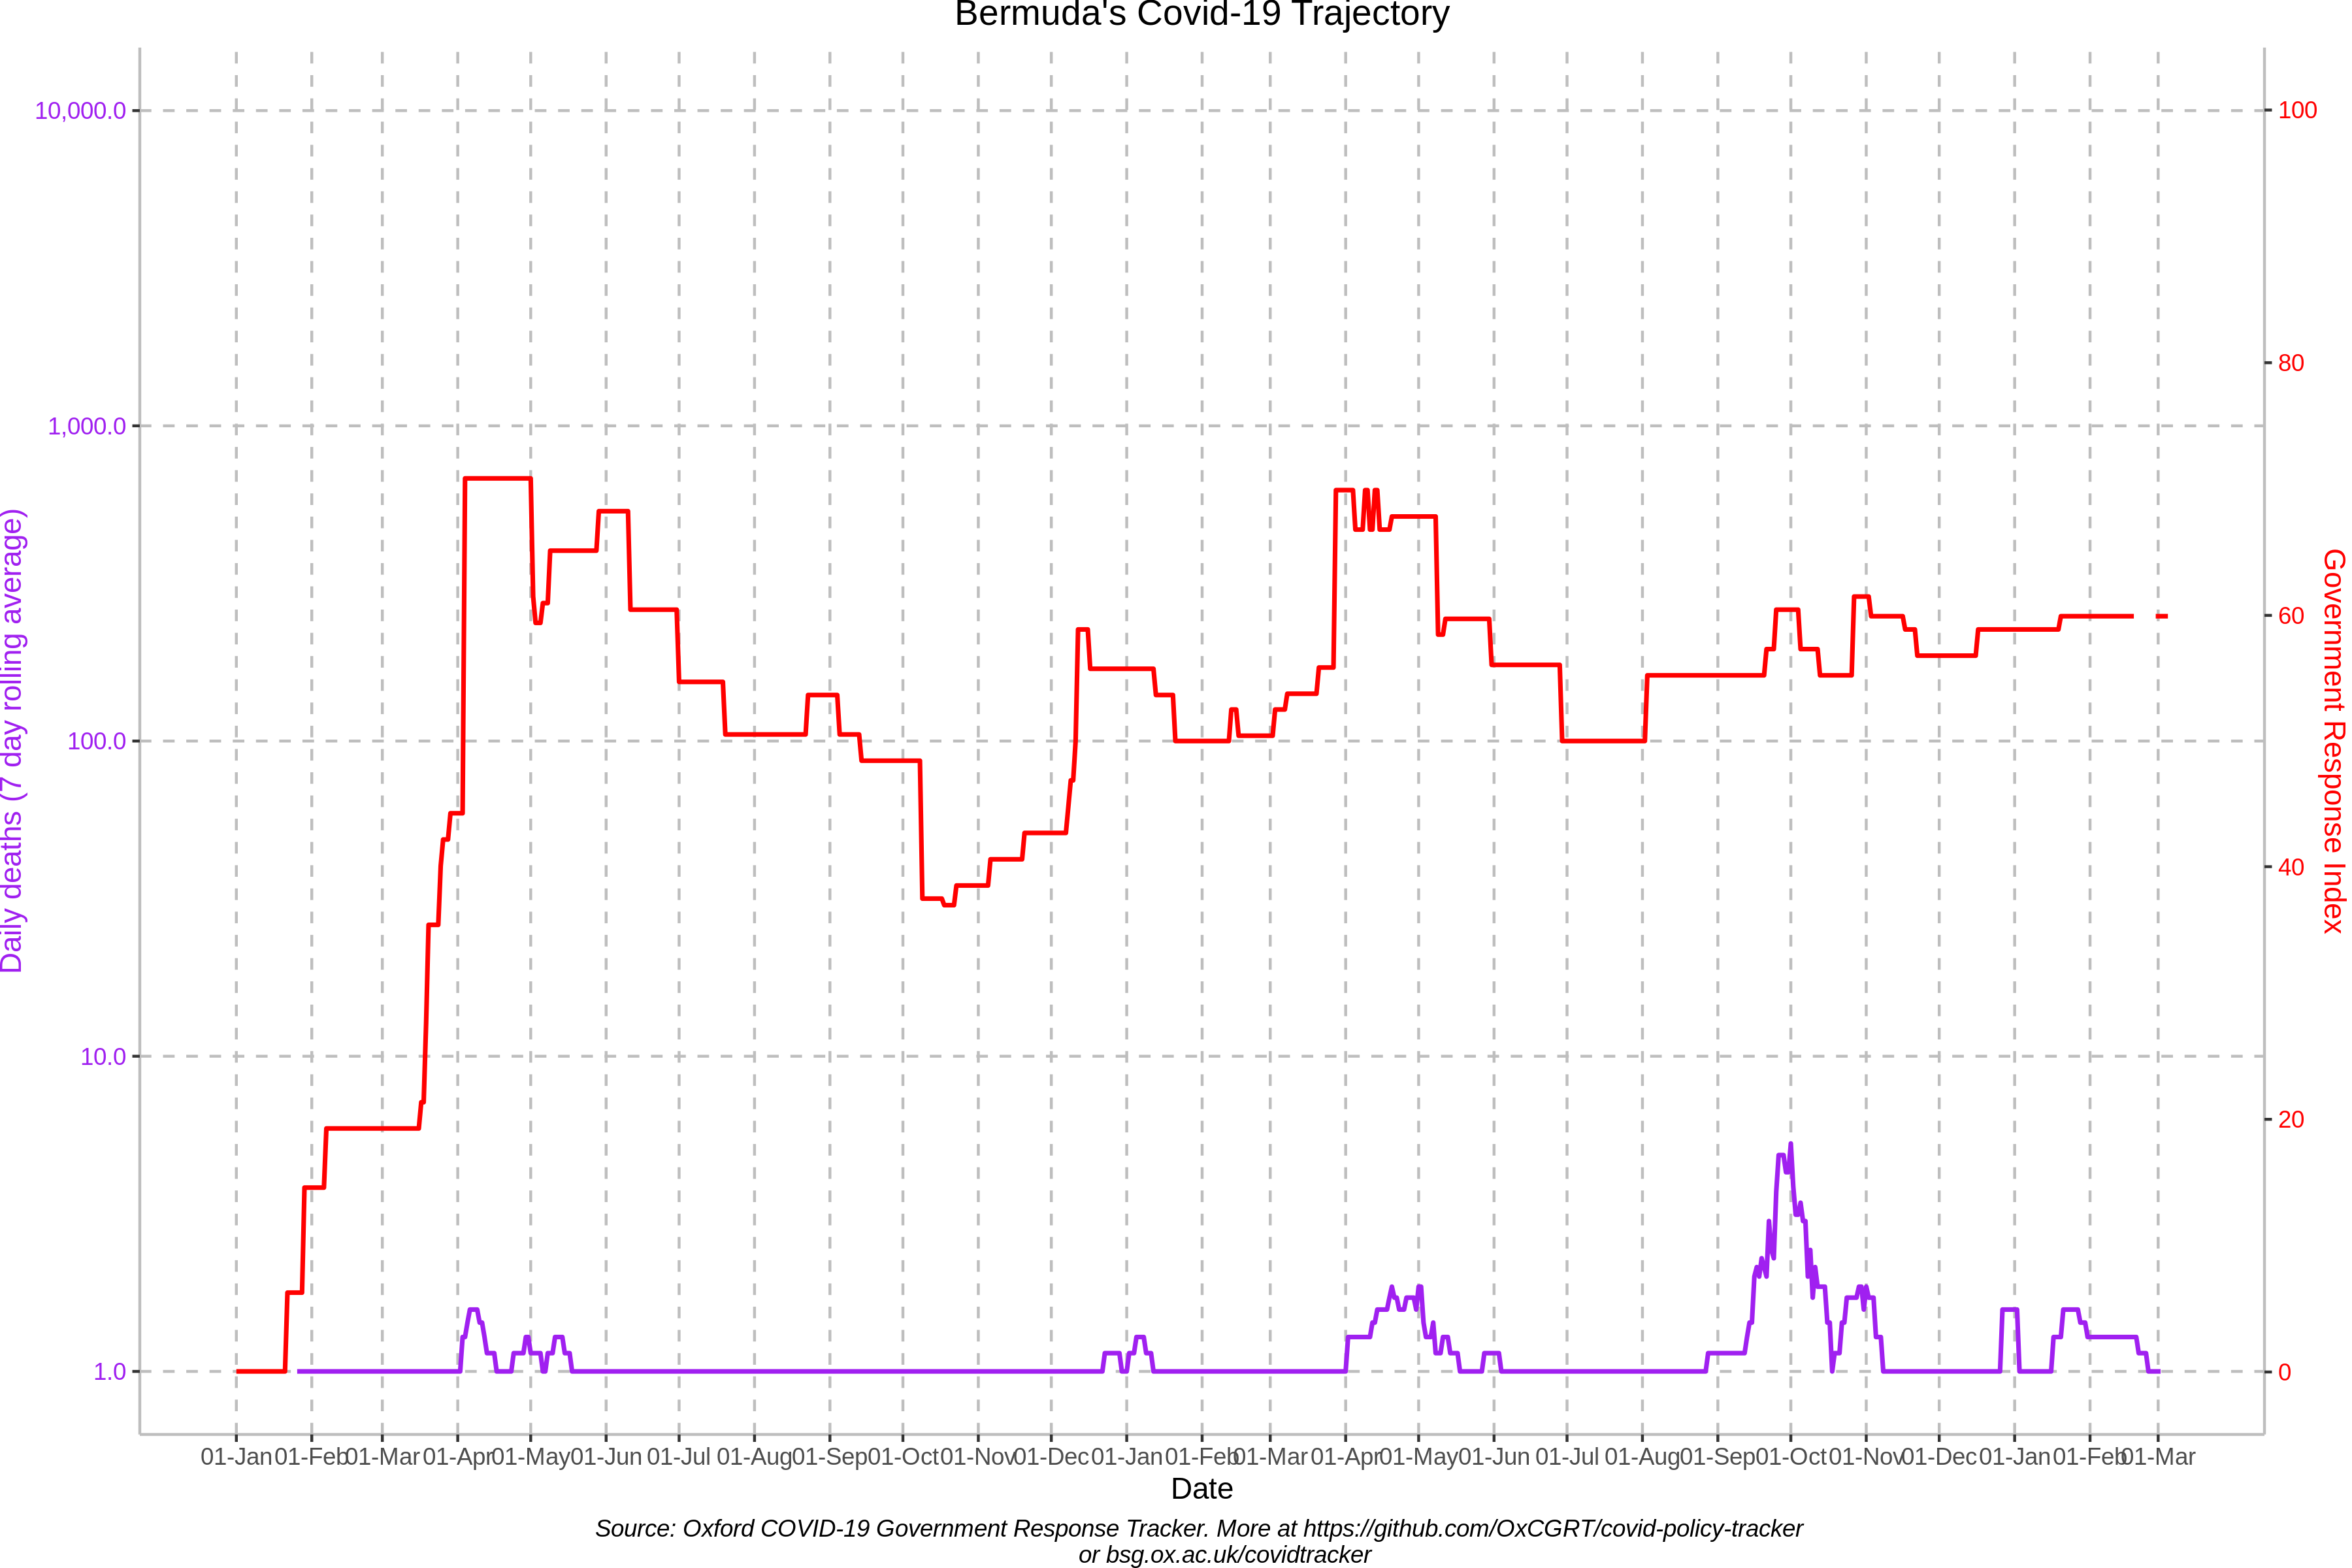 Bermuda's Covid-19 Trajectory
10,000.0
1,000.0
100.0
10.0
1.0
Daily deaths (7 day rolling average)
100
80
60
40
20
0
Government Response Index
01-Jan 01-Feb 01-Mar 01-Apr 01-May 01-Jun 01-Jul 01-Aug 01-Sep 01-Oct 01-Nov 01-Dec 01-Jan 01-Feb 01-Mar 01-Apr 01-May 01-Jun 01-Jul 01-Aug 01-Sep 01-Oct 01-Nov 01-Dec 01-Jan 01-Feb 01-Mar
Date
Source: Oxford COVID-19 Government Response Tracker. More at https://github.com/OxCGRT/covid-policy-tracker
or bsg.ox.ac.uk/covidtracker